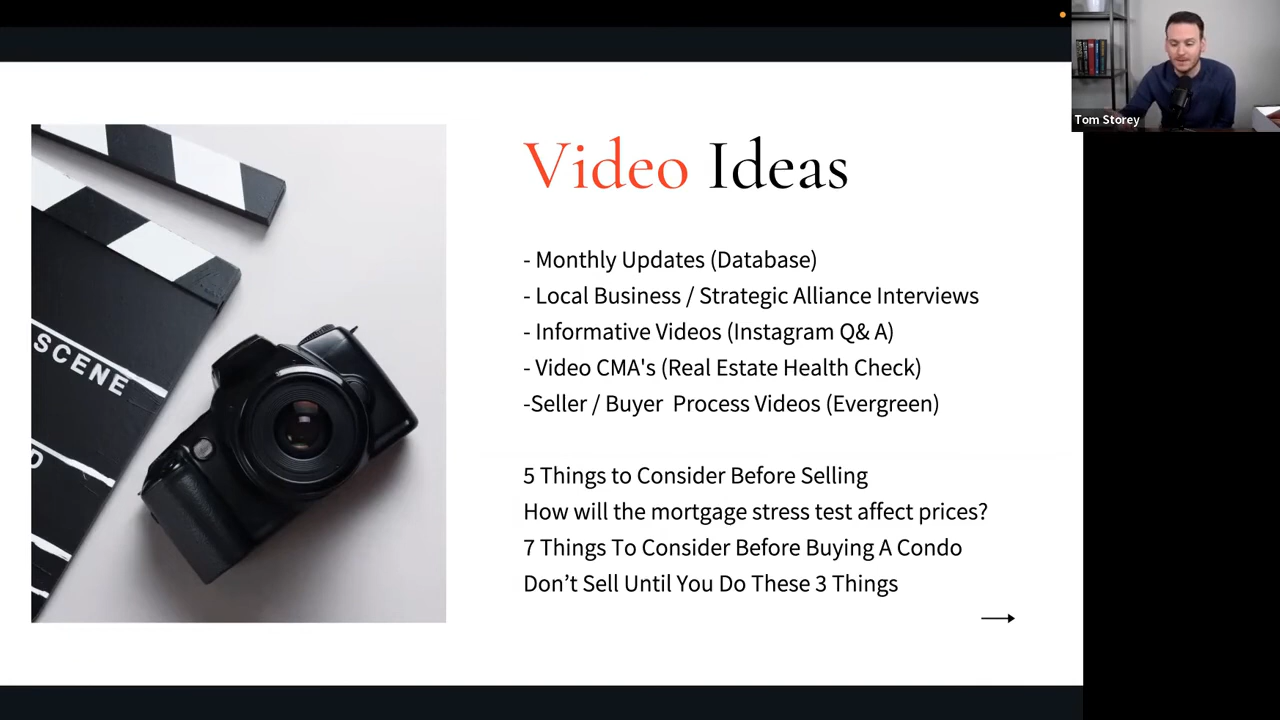 Tom Storey
Video Ideas
- Monthly Updates (Database)
- Local Business / Strategic Alliance Interviews
- Informative Videos (Instagram Q& A)
- Video CMA's (Real Estate Health Check)
-Seller / Buyer  Process Videos (Evergreen)
5 Things to Consider Before Selling
How will the mortgage stress test affect prices?
7 Things To Consider Before Buying A Condo
Don’t Sell Until You Do These 3 Things
SCENE